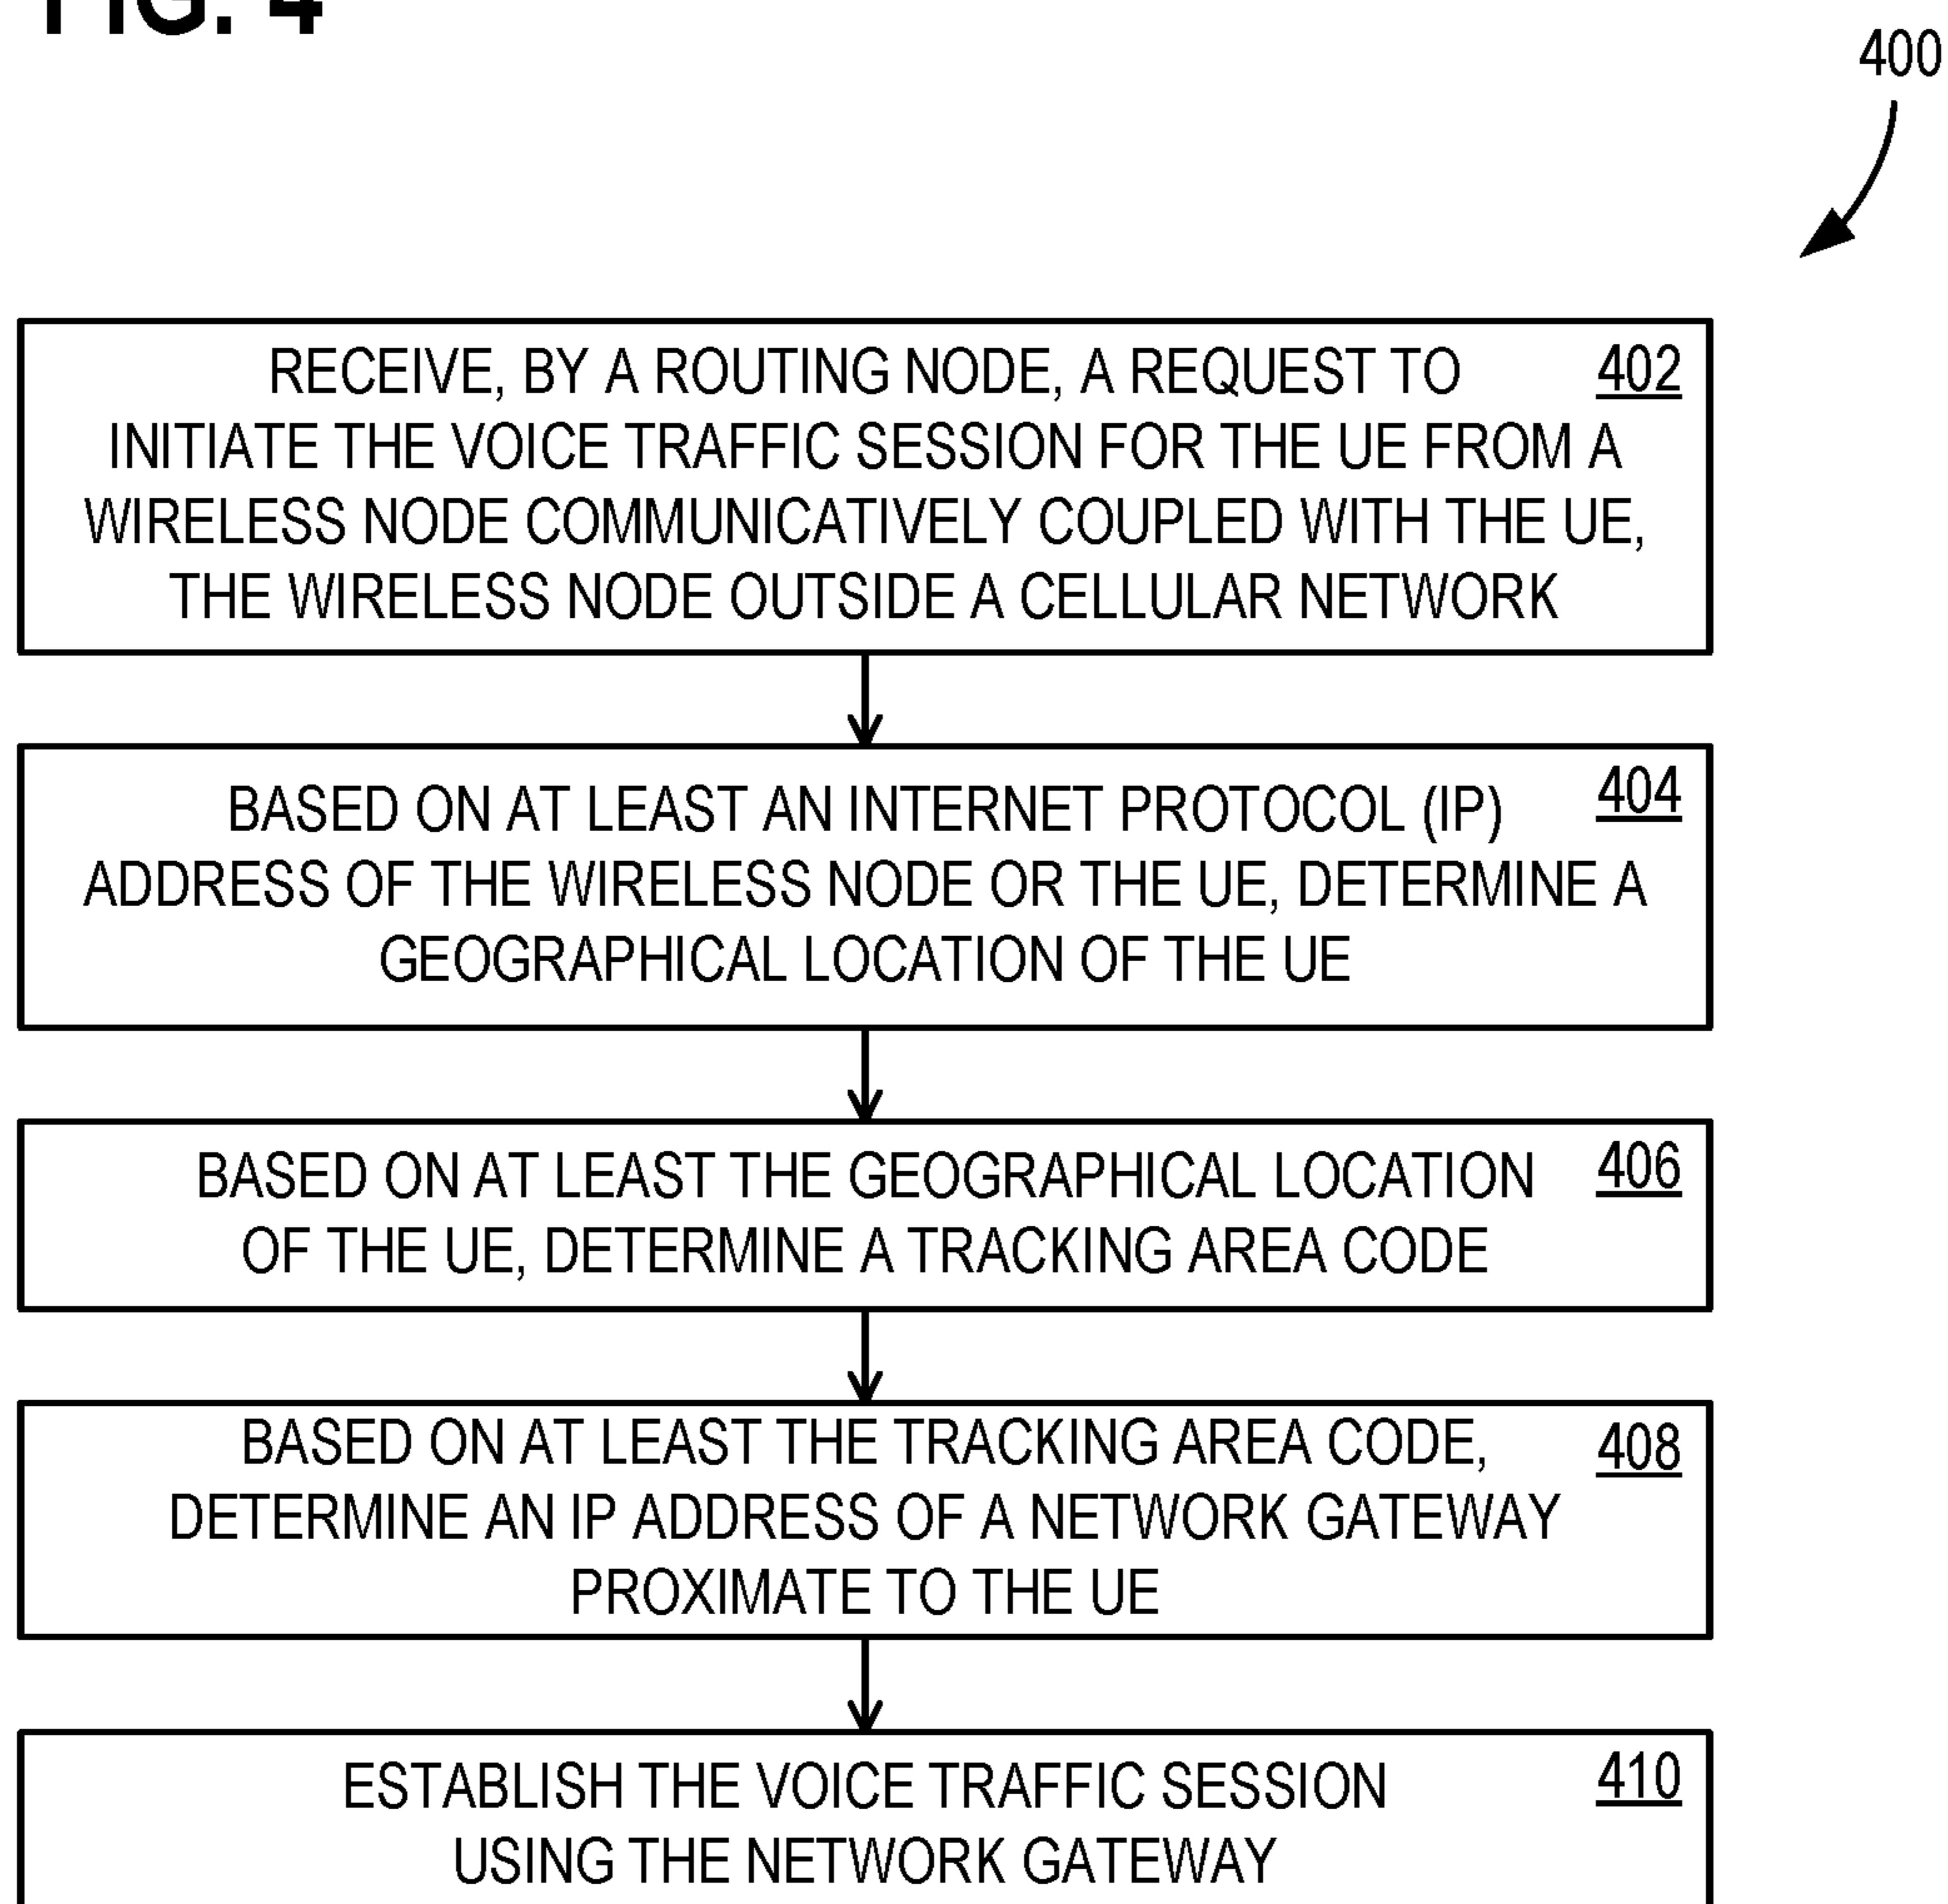 FIG. 4
400
RECEIVE, BY A ROUTING NODE, A REQUEST TO 402
INITIATE THE VOICE TRAFFIC SESSION FOR THE UE FROM A
WIRELESS NODE COMMUNICATIVELY COUPLED WITH THE UE,
THE WIRELESS NODE OUTSIDE A CELLULAR NETWORK
BASED ON AT LEAST AN INTERNET PROTOCOL (IP) 404
ADDRESS OF THE WIRELESS NODE OR THE UE, DETERMINE A
GEOGRAPHICAL LOCATION OF THE UE
BASED ON AT LEAST THE GEOGRAPHICAL LOCATION 406
OF THE UE, DETERMINE A TRACKING AREA CODE
BASED ON AT LEAST THE TRACKING AREA CODE, 408
DETERMINE AN IP ADDRESS OF A NETWORK GATEWAY
PROXIMATE TO THE UE
ESTABLISH THE VOICE TRAFFIC SESSION 410
USING THE NETWORK GATEWAY